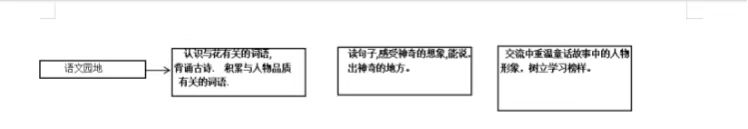 语文园地
认识与花有关的词语,
背诵古诗. 积累与人物品质
有关的词语.
读句子,感受神奇的想象,能说.
出神奇的地方。
交流中重温童话故事中的人物
形象，树立学习榜样。